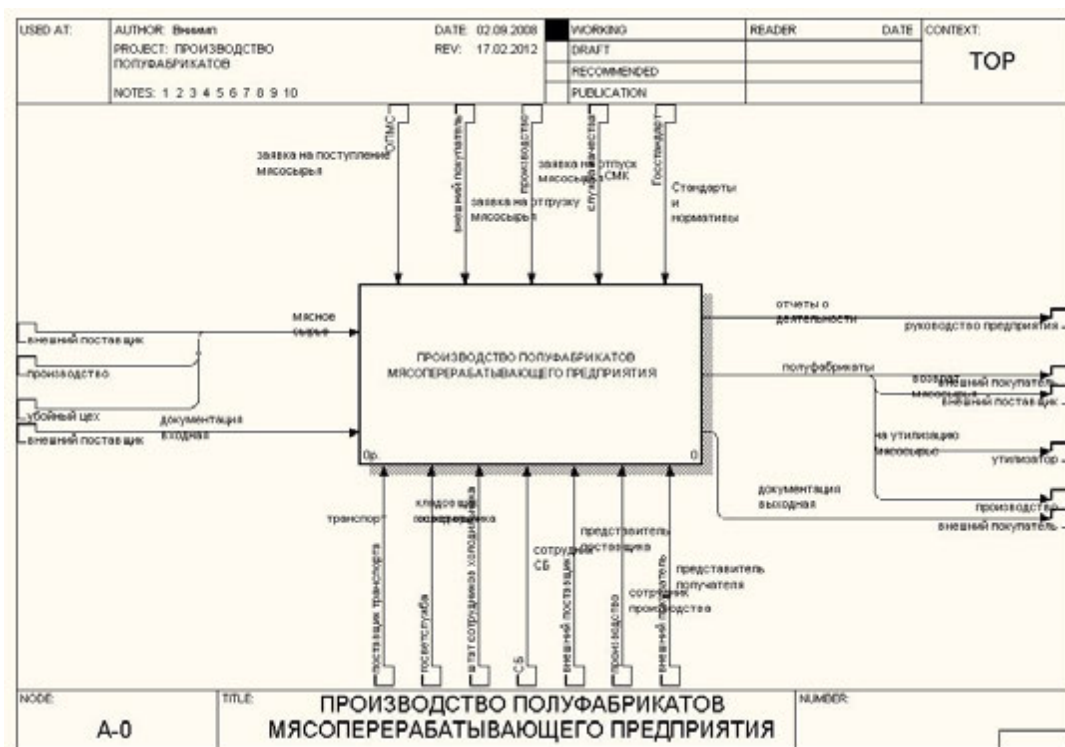 USED AT:
AUTHOR: Вниммп
DATE: 02.09.2008
WORKING
READER
DATE
CONTEXT:
PROJECT: ПРОИЗВОДСТВО
ПОЛУФАБРИКАТОВ
REV: 17.02.2012
DRAFT
TOP
RECOMMENDED
NOTES: 1 2 3 4 5 6 7 8 9 10
PUBLICATION
ОПМС
внешний покупатель
производство
служба качества
Госстандарт
заявка на поступление
мясосырья
заявка на отгрузку
мясосырья
заявка на отпуск
мясосырья
СМК
Стандарты
и
нормативы
мясное
сырье
внешний поставщик
производство
убойный цех
внешний поставщик
документация
входная
ПРОИЗВОДСТВО ПОЛУФАБРИКАТОВ
МЯСОПЕРЕРАБАТЫВАЮЩЕГО ПРЕДПРИЯТИЯ
0р.
0
отчеты о
деятельности
руководство предприятия
полуфабрикаты
возврат
мясосырья
внешний покупатель
внешний поставщик
на утилизацию
мясосырье
утилизатор
документация
выходная
производство
внешний покупатель
транспорт
кладовщик
сотрудник
СБ
представитель
поставщика
сотрудник
производства
представитель
получателя
поставщик транспорта
госветслужба
штат сотрудников холодильника
СБ
внешний поставщик
производство
внешний покупатель
NODE:
TITLE:
NUMBER:
A-0
ПРОИЗВОДСТВО ПОЛУФАБРИКАТОВ
МЯСОПЕРЕРАБАТЫВАЮЩЕГО ПРЕДПРИЯТИЯ